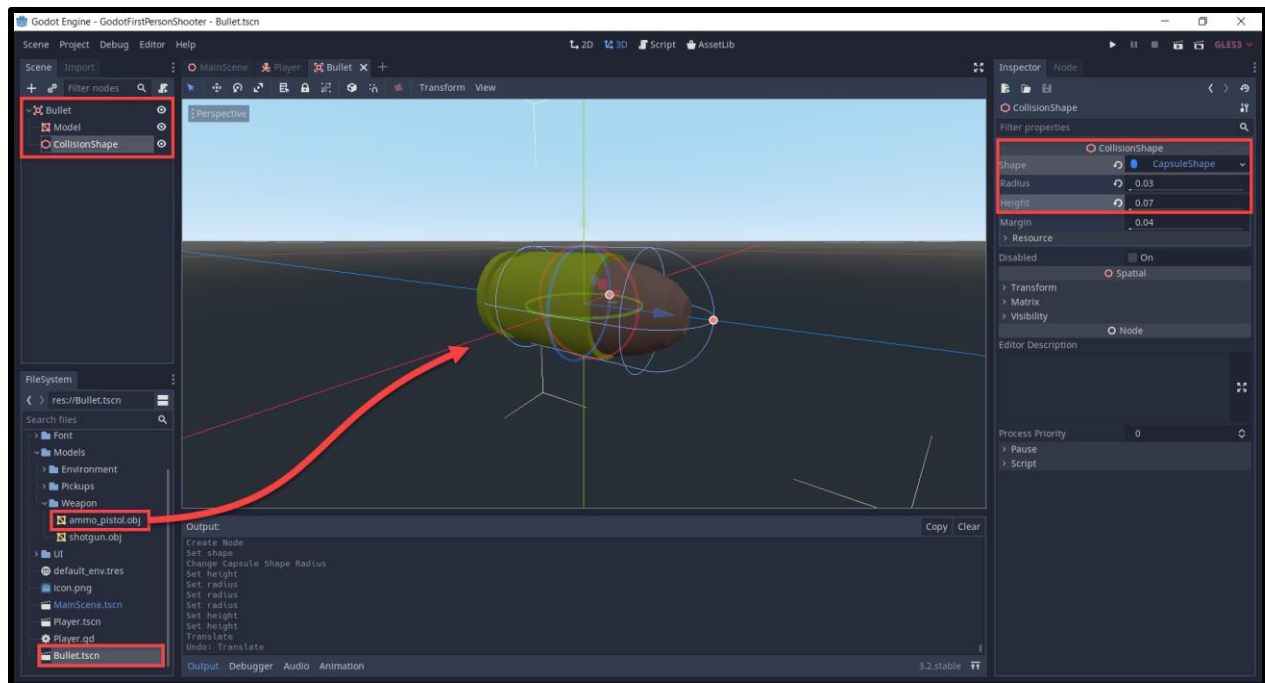 Godot Engine - GodotFirstPersonShooter - Bullet.tscn
Scene Project Debug Editor Help
2D 3D Script AssetLib
GLES3
Scene Import
Filter nodes
Bullet
Model
CollisionShape
MainScene Player Bullet
Transform View
Perspective
FileSystem
res://Bullet.tscn
Search files
Font
Models
Environment
Pickups
Weapon
ammo_pistol.obj
shotgun.obj
UI
default_env.tres
icon.png
MainScene.tscn
Player.tscn
Player.gd
Bullet.tscn
Output:
Copy Clear
Create Node
Set shape
Change Capsule Shape Radius
Set height
Set radius
Set radius
Set radius
Set height
Set height
Translate
Undo: Translate
Output Debugger Audio Animation
3.2.stable
Inspector Node
CollisionShape
Filter properties
CollisionShape
Shape CapsuleShape
Radius 0.03
Height 0.07
Margin 0.04
Resource
Disabled On
Spatial
Transform
Matrix
Visibility
Node
Editor Description
Process Priority 0
Pause
Script